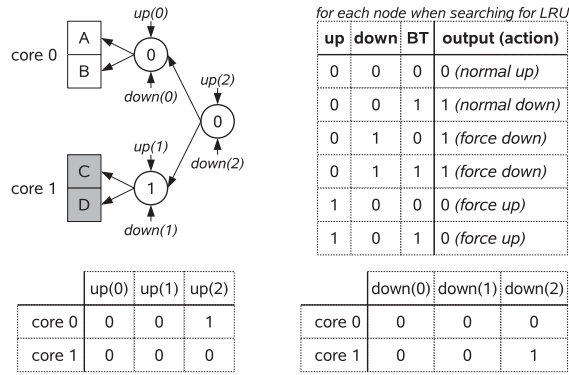 up(0)
core 0
A
B
0
down(0)
up(2)
0
down(2)
up(1)
core 1
C
D
1
down(1)
for each node when searching for LRU
up down BT output (action)
0 0 0 0 (normal up)
0 0 1 1 (normal down)
0 1 0 1 (force down)
0 1 1 1 (force down)
1 0 0 0 (force up)
1 0 1 0 (force up)
up(0) up(1) up(2)
core 0 0 0 1
core 1 0 0 0
down(0) down(1) down(2)
core 0 0 0 0
core 1 0 0 1